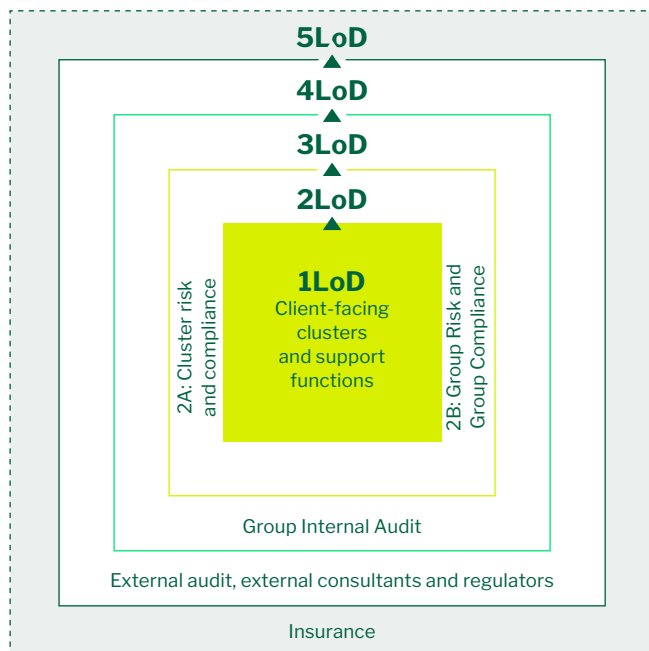 5LoD
4LoD
3LoD
2LoD
1LoD
Client-facing
clusters
and support
functions
2A: Cluster risk
and compliance
2B: Group Risk and
Group Compliance
Group Internal Audit
External audit, external consultants and regulators
Insurance